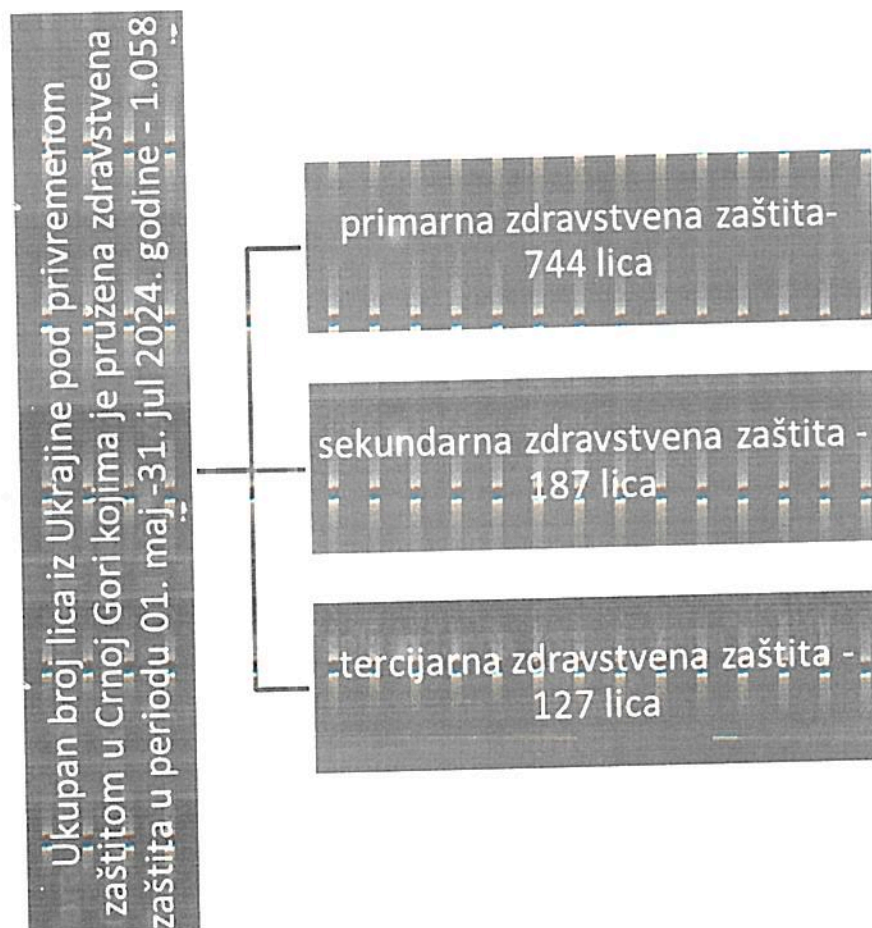 Ukupan broj lica iz Ukrajine pod privremenom
zaštitom u Crnoj Gori kojima je pružena zdravstvena
zaštita u periodu 01. maj -31. jul 2024. godine - 1.058
primarna zdravstvena zaštita-
744 lica
sekundarna zdravstvena zaštita -
187 lica
tercijarna zdravstvena zaštita -
127 lica